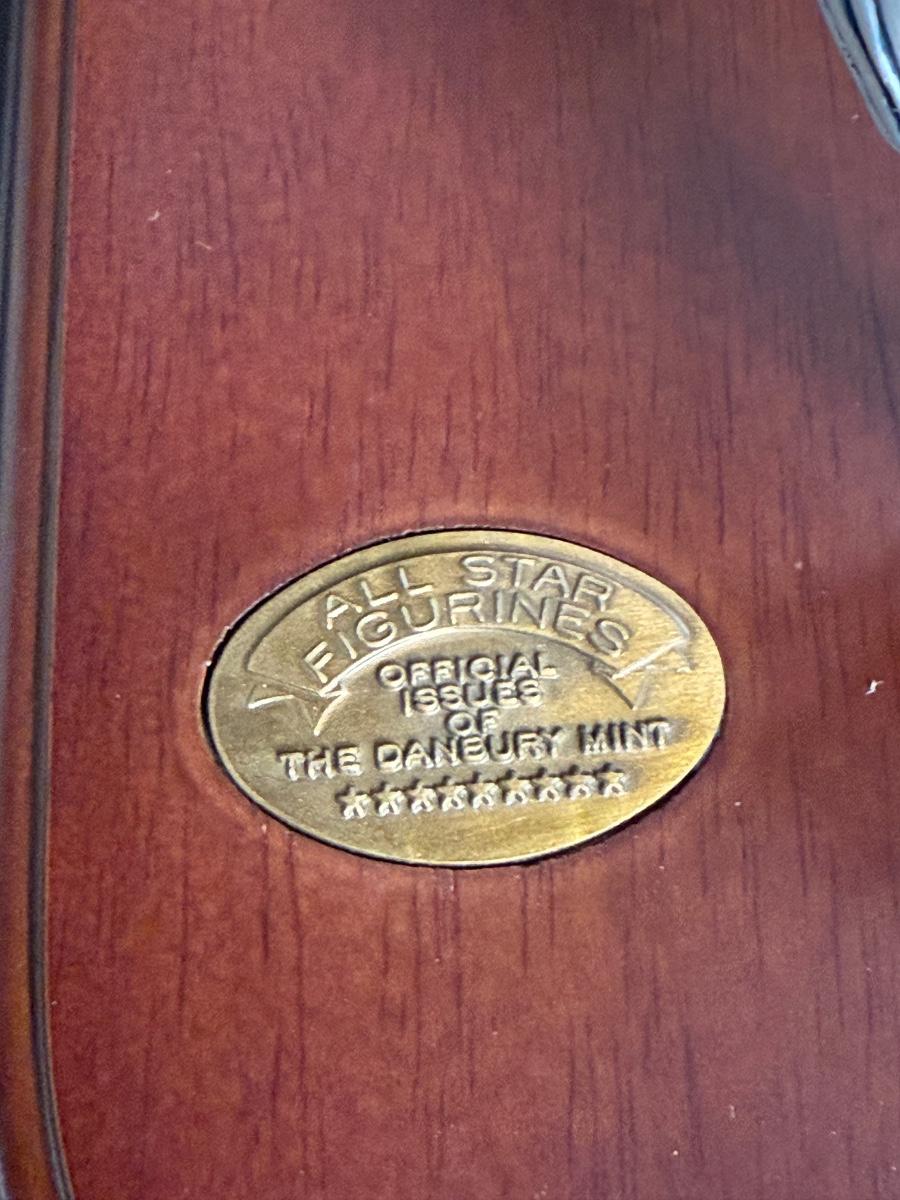 ALL STAR
FIGURINES
OFFICIAL
ISSUES
OF
THE DANBURY MINT